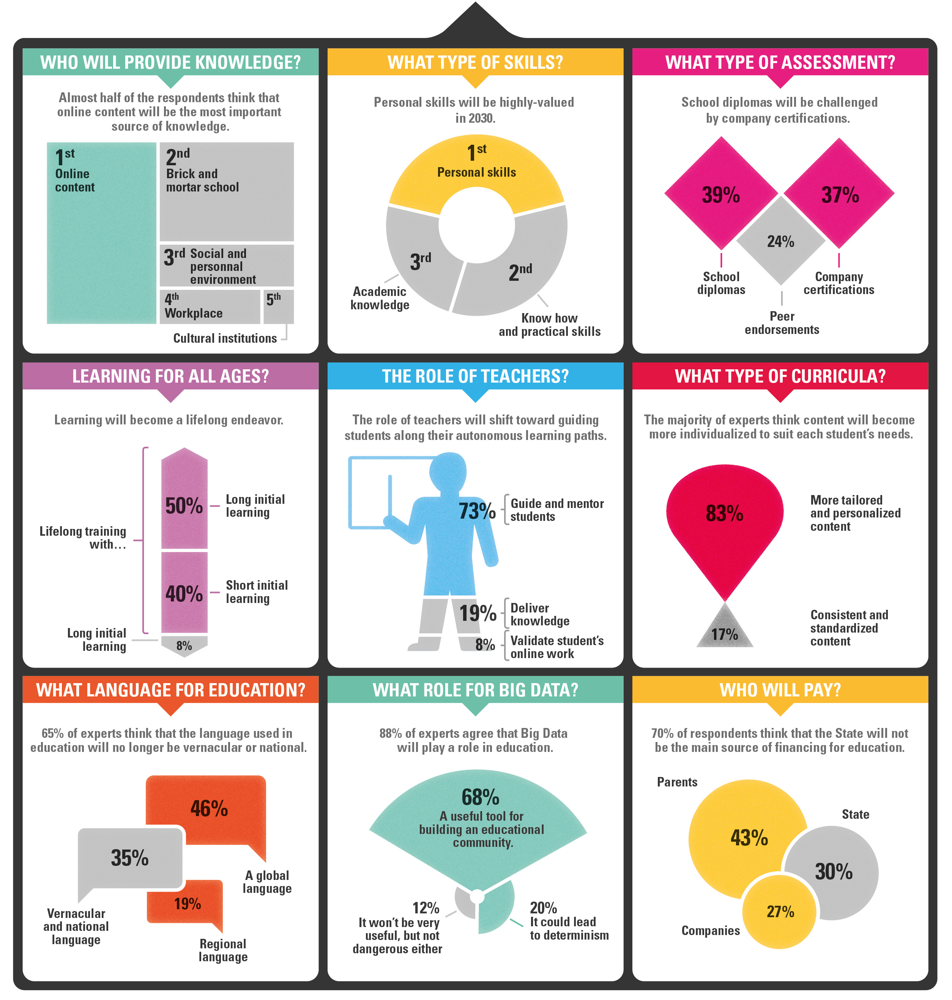 WHO WILL PROVIDE KNOWLEDGE?
Almost half of the respondents think that
online content will be the most important
source of knowledge.
1st
Online
content
2nd
Brick and
mortar school
3rd Social and
personnal
environment
4th
Workplace
5th
Cultural institutions
WHAT TYPE OF SKILLS?
Personal skills will be highly-valued
in 2030.
1st
Personal skills
3rd
2nd
Academic
knowledge
Know how
and practical skills
WHAT TYPE OF ASSESSMENT?
School diplomas will be challenged
by company certifications.
39%
37%
24%
School
diplomas
Company
certifications
Peer
endorsements
LEARNING FOR ALL AGES?
Learning will become a lifelong endeavor.
50%
Long initial
learning
Lifelong training
with...
40%
Short initial
learning
Long initial
learning
8%
THE ROLE OF TEACHERS?
The role of teachers will shift toward guiding
students along their autonomous learning paths.
73%
Guide and mentor
students
19%
Deliver
knowledge
8%
Validate student's
online work
WHAT TYPE OF CURRICULA?
The majority of experts think content will become
more individualized to suit each student's needs.
83%
More tailored
and personalized
content
17%
Consistent and
standardized
content
WHAT LANGUAGE FOR EDUCATION?
65% of experts think that the language used in
education will no longer be vernacular or national.
46%
35%
A global
language
19%
Vernacular
and national
language
Regional
language
WHAT ROLE FOR BIG DATA?
88% of experts agree that Big Data
will play a role in education.
68%
A useful tool for
building an educational
community.
12%
It won't be very
useful, but not
dangerous either
20%
It could lead
to determinism
WHO WILL PAY?
70% of respondents think that the State will not
be the main source of financing for education.
Parents
State
43%
30%
27%
Companies